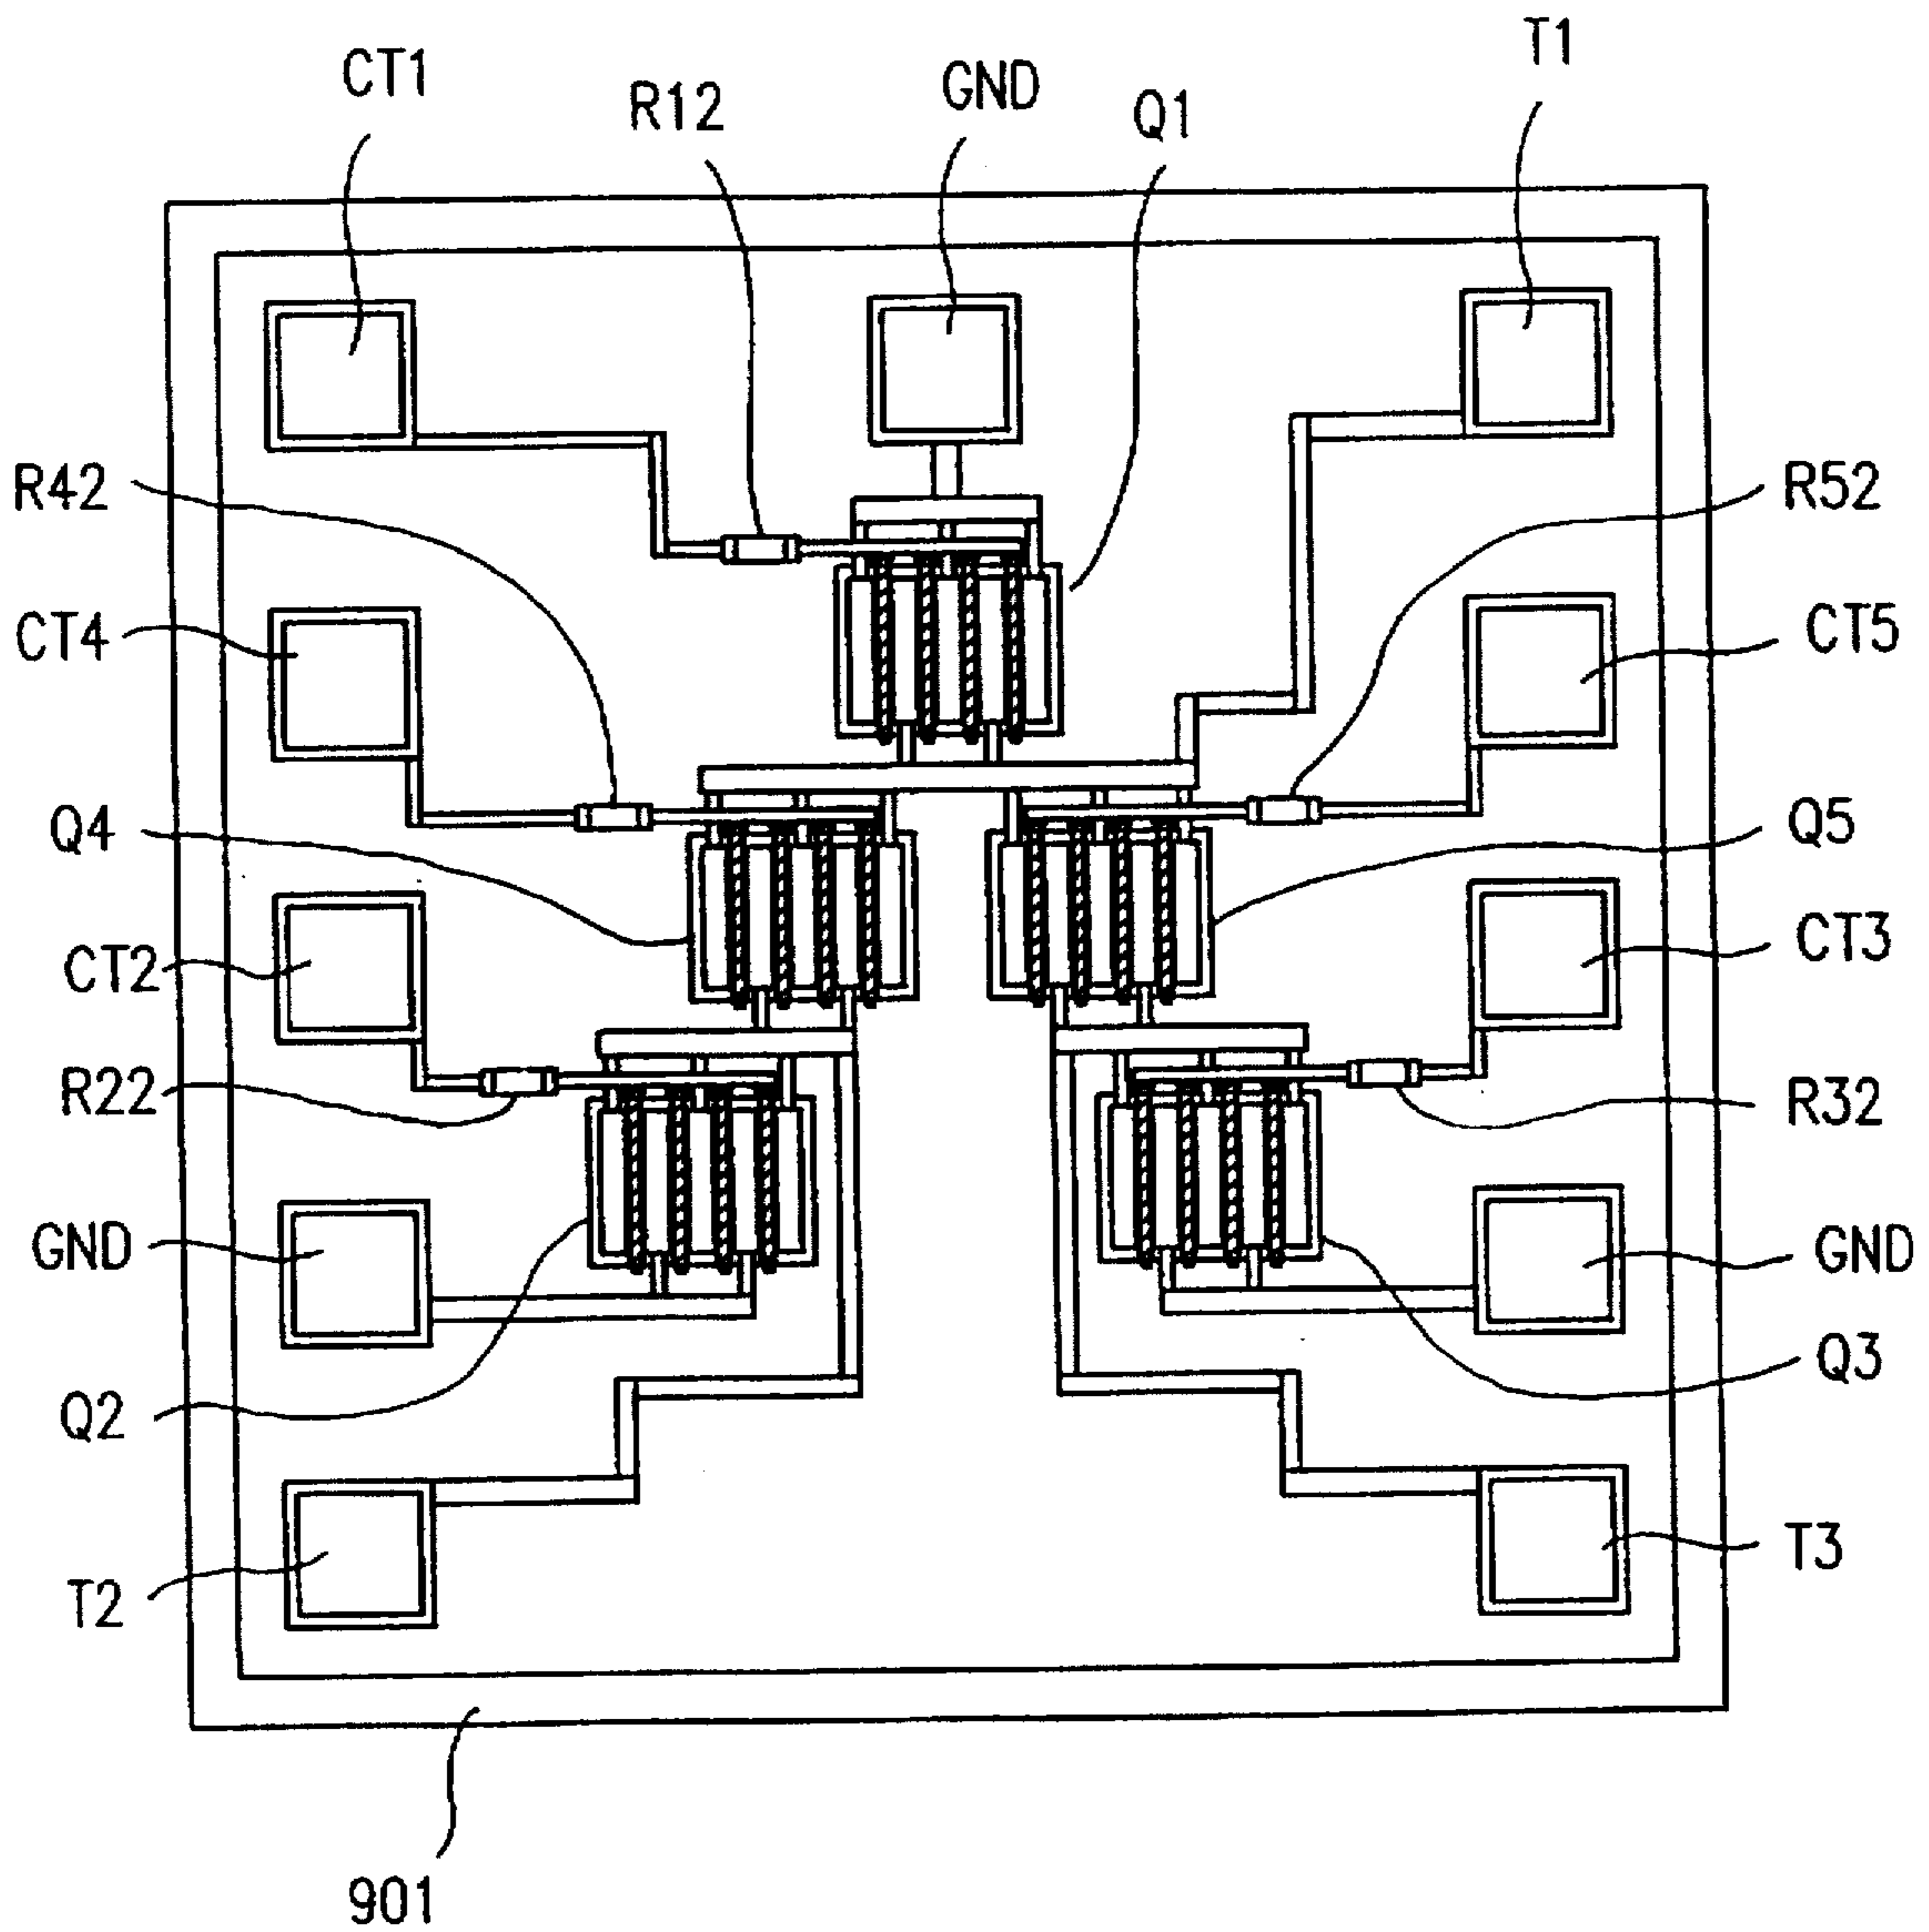 CT1
R12
GND
Q1
T1
R42
R52
CT4
CT5
Q4
Q5
CT2
CT3
R22
R32
GND
GND
Q2
Q3
T2
T3
901